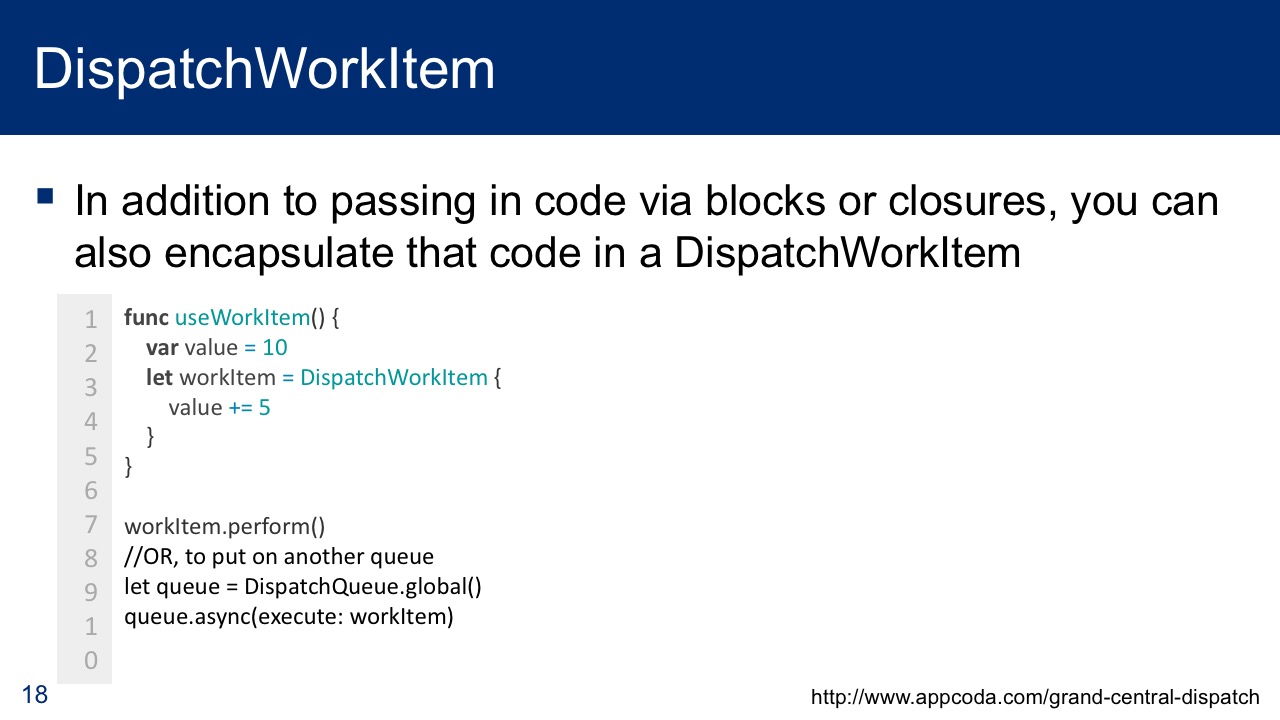 DispatchWorkItem
▪ In addition to passing in code via blocks or closures, you can
also encapsulate that code in a DispatchWorkItem
1
2
3
4
5
6
7
8
9
1
0
func useWorkItem() {
    var value = 10
    let workItem = DispatchWorkItem {
        value += 5
    }
}
workItem.perform()
//OR, to put on another queue
let queue = DispatchQueue.global()
queue.async(execute: workItem)
18
http://www.appcoda.com/grand-central-dispatch